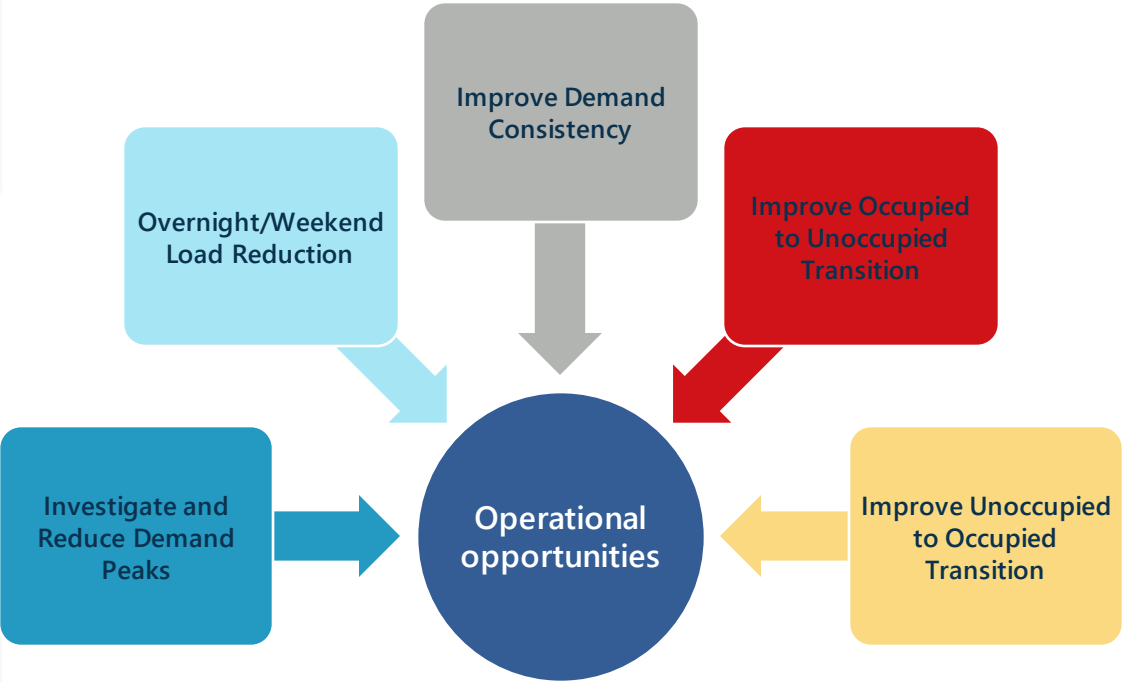 Improve Demand
Consistency
Overnight/Weekend
Load Reduction
Improve Occupied
to Unoccupied
Transition
Investigate and
Reduce Demand
Peaks
Operational
opportunities
Improve Unoccupied
to Occupied
Transition